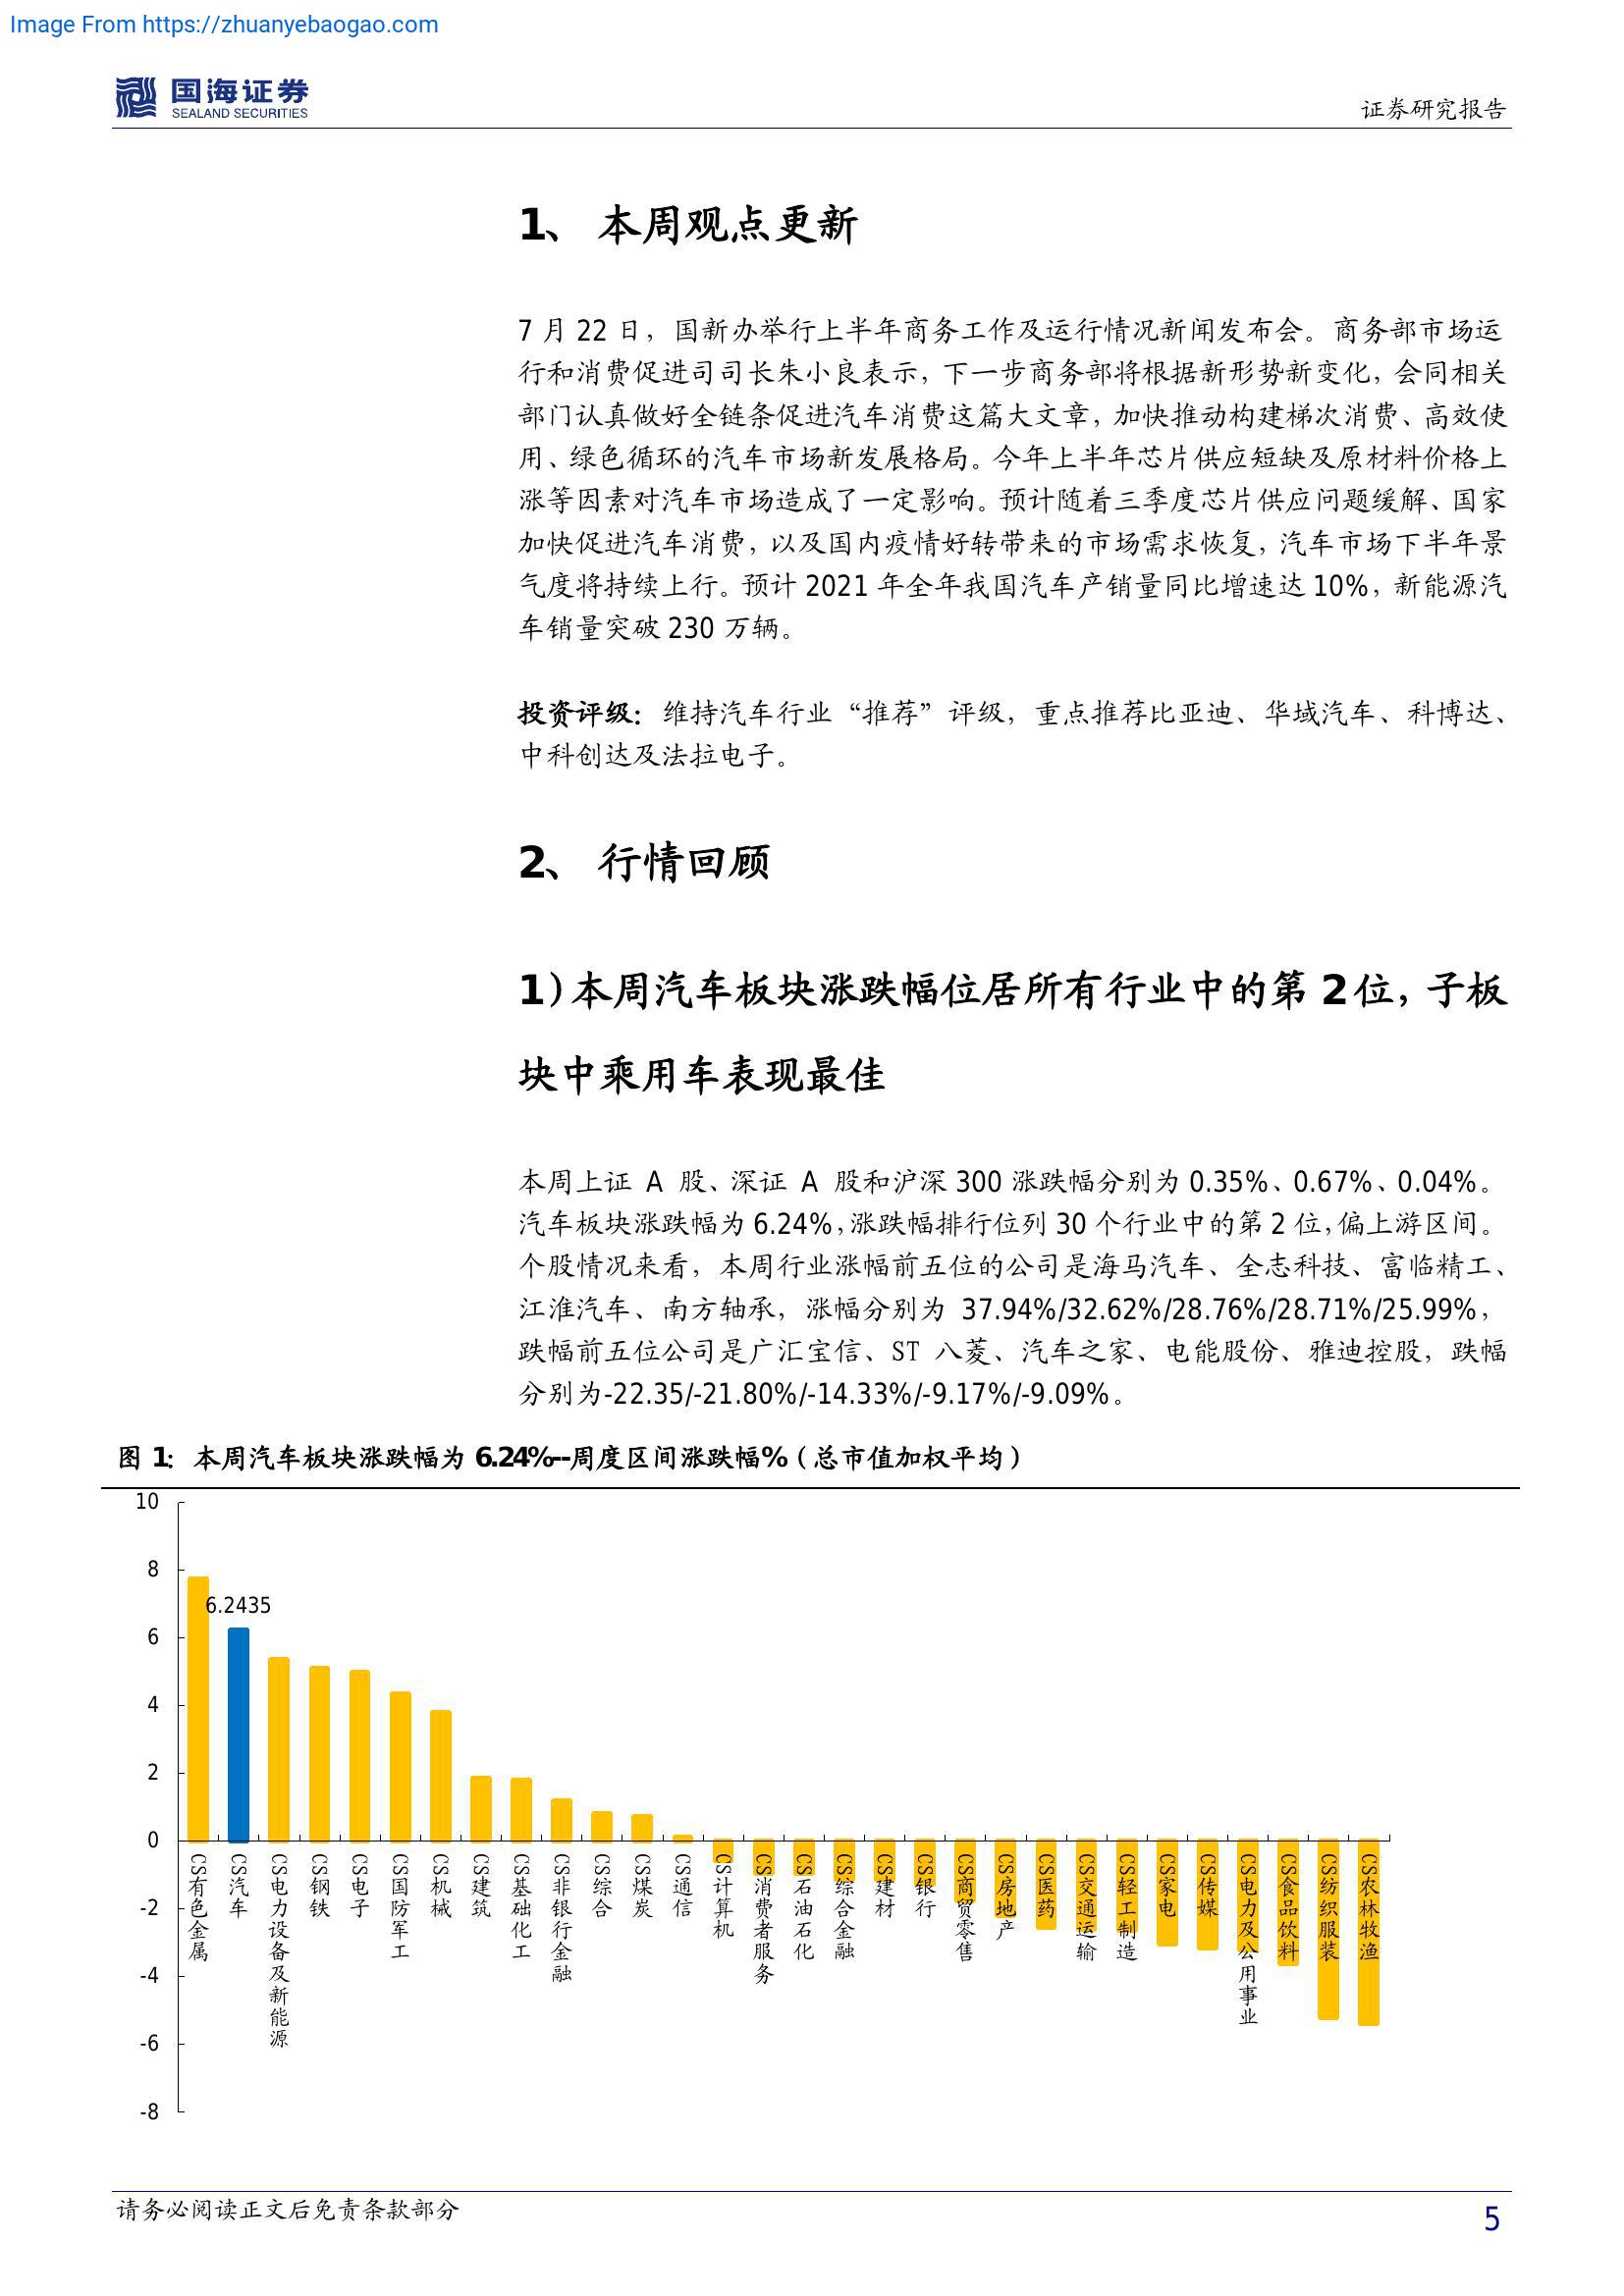 Image From https://zhuanyebaogao.com
国海证券
SEALAND SECURITIES
证券研究报告
1、 本周观点更新
7 月 22 日，国新办举行上半年商务工作及运行情况新闻发布会。商务部市场运
行和消费促进司司长朱小良表示，下一步商务部将根据新形势新变化，会同相关
部门认真做好全链条促进汽车消费这篇大文章，加快推动构建梯次消费、高效使
用、绿色循环的汽车市场新发展格局。今年上半年芯片供应短缺及原材料价格上
涨等因素对汽车市场造成了一定影响。预计随着三季度芯片供应问题缓解、国家
加快促进汽车消费，以及国内疫情好转带来的市场需求恢复，汽车市场下半年景
气度将持续上行。预计 2021 年全年我国汽车产销量同比增速达 10%，新能源汽
车销量突破 230 万辆。
投资评级：维持汽车行业“推荐”评级，重点推荐比亚迪、华域汽车、科博达、
中科创达及法拉电子。
2、 行情回顾
1）本周汽车板块涨跌幅位居所有行业中的第 2 位，子板
块中乘用车表现最佳
本周上证 A 股、深证 A 股和沪深 300 涨跌幅分别为 0.35%、0.67%、0.04%。
汽车板块涨跌幅为 6.24%，涨跌幅排行位列 30 个行业中的第 2 位，偏上游区间。
个股情况来看，本周行业涨幅前五位的公司是海马汽车、全志科技、富临精工、
江淮汽车、南方轴承，涨幅分别为 37.94%/32.62%/28.76%/28.71%/25.99%，
跌幅前五位公司是广汇宝信、ST 八菱、汽车之家、电能股份、雅迪控股，跌幅
分别为-22.35/-21.80%/-14.33%/-9.17%/-9.09%。
图 1：本周汽车板块涨跌幅为 6.24%--周度区间涨跌幅%（总市值加权平均）
10
8
6
4
2
0
-2
-4
-6
-8
6.2435
CS有色金属
CS汽车
CS电力设备及新能源
CS钢铁
CS电子
CS国防军工
CS机械
CS建筑
CS基础化工
CS非银行金融
CS综合
CS煤炭
CS通信
CS计算机
CS消费者服务
CS石油石化
CS综合金融
CS建材
CS银行
CS商贸零售
CS房地产
CS医药
CS交通运输
CS轻工制造
CS家电
CS传媒
CS电力及公用事业
CS食品饮料
CS纺织服装
CS农林牧渔
请务必阅读正文后免责条款部分
5